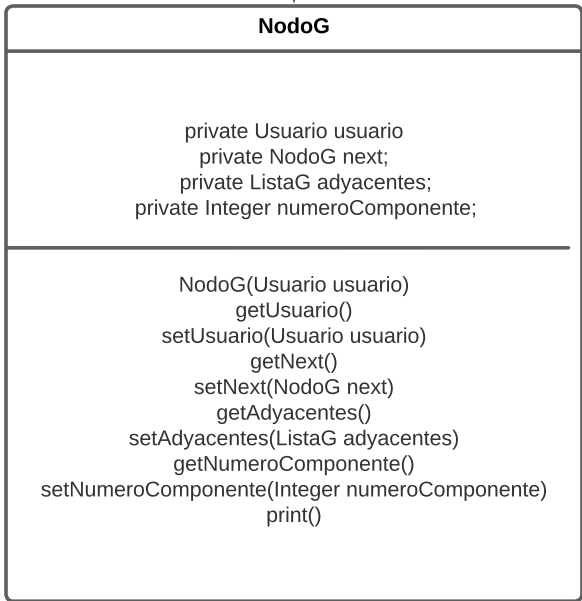 NodoG
private Usuario usuario
private NodoG next;
private ListaG adyacentes;
private Integer numeroComponente;
NodoG(Usuario usuario)
getUsuario()
setUsuario(Usuario usuario)
getNext()
setNext(NodoG next)
getAdyacentes()
setAdyacentes(ListaG adyacentes)
getNumeroComponente()
setNumeroComponente(Integer numeroComponente)
print()